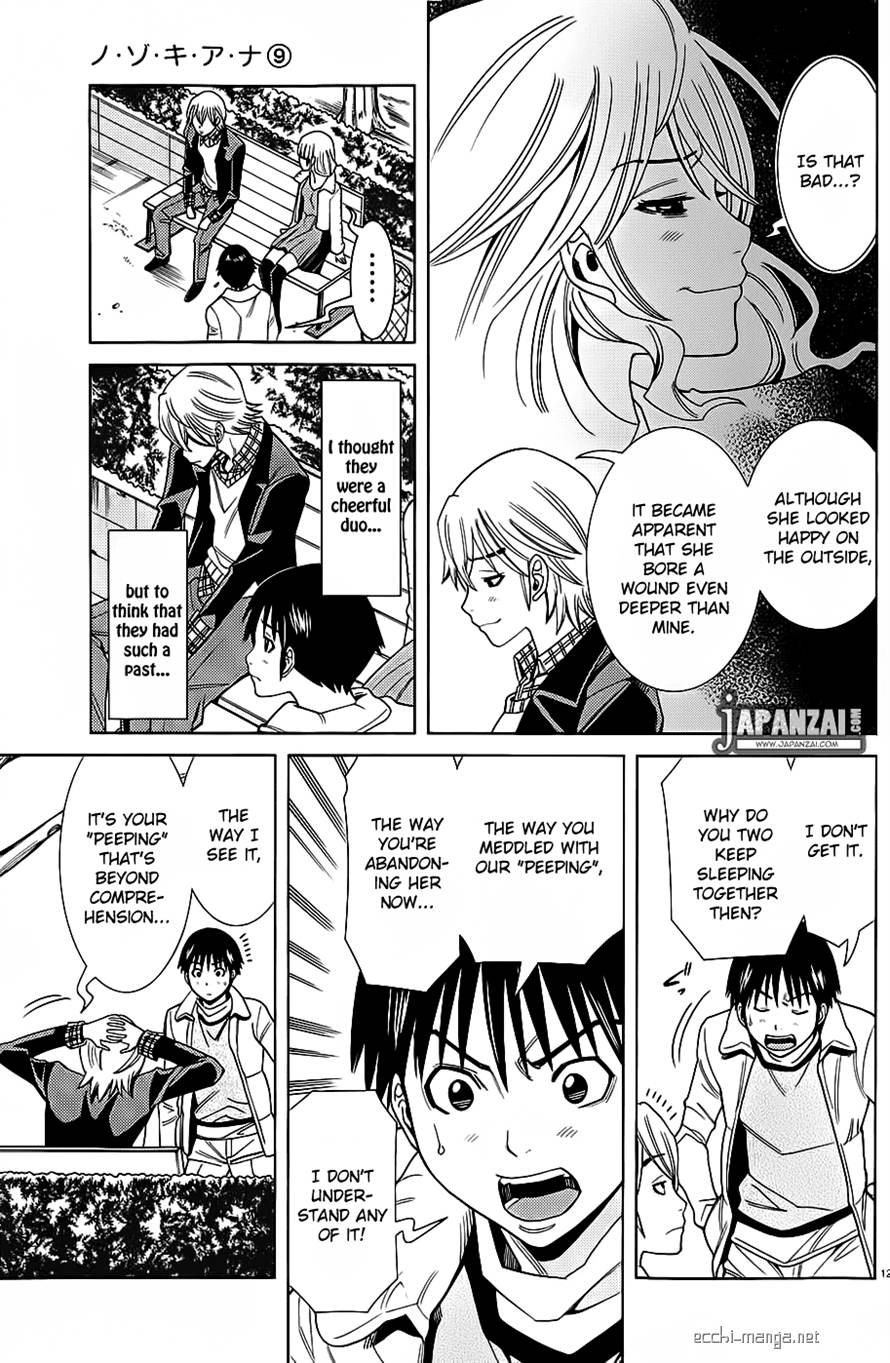 ノ・ゾ・キ・ア・ナ⑨
IS THAT
BAD...?
ALTHOUGH
SHE LOOKED
HAPPY ON
THE OUTSIDE,
IT BECAME
APPARENT
THAT SHE
BORE A
WOUND EVEN
DEEPER THAN
MINE.
....
I thought
they
were a
cheerful
duo...
but to
think that
they had
such a
past...
JAPANZAI.COM
WWW.JAPANZAI.COM
I DON'T
GET IT.
WHY DO
YOU TWO
KEEP
SLEEPING
TOGETHER
THEN?
THE WAY YOU
MEDDLED WITH
OUR "PEEPING",
THE WAY
YOU'RE
ABANDON-
ING HER
NOW...
I DON'T
UNDER-
STAND ANY
OF IT!
THE
WAY I
SEE IT,
IT'S YOUR
"PEEPING"
THAT'S
BEYOND
COMPRE-
HENSION...
12
ecchi-manga.net